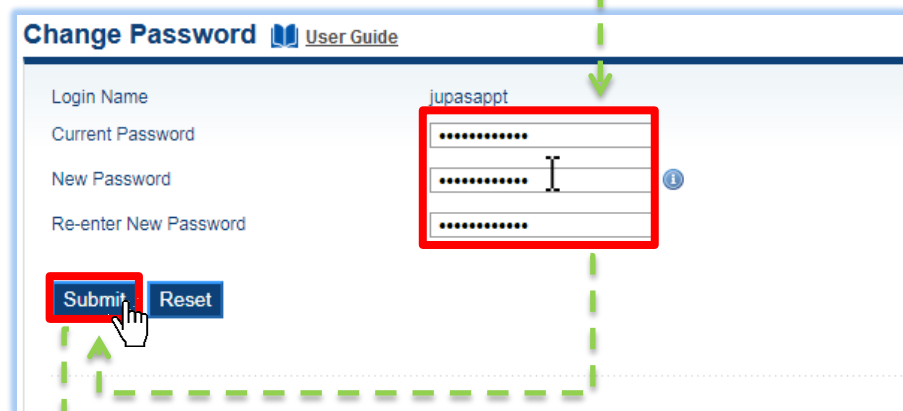 Change Password User Guide
Login Name jupasappt
Current Password ••••••••••••
New Password ••••••••••••
Re-enter New Password ••••••••••••
Submit Reset